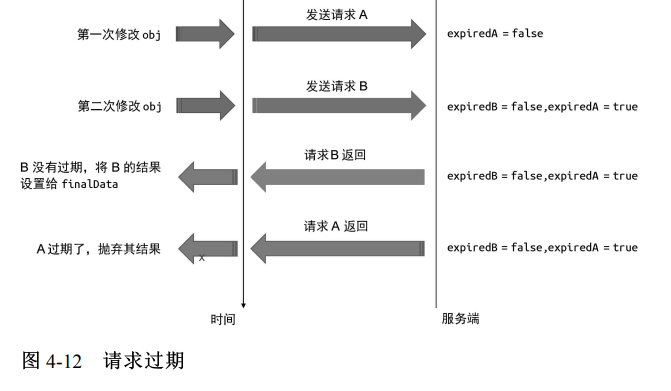 发送请求 A
第一次修改 obj
expiredA = false
发送请求 B
第二次修改 obj
expiredB = false,expiredA = true
请求B 返回
B 没有过期，将 B 的结果
设置给 finalData
expiredB = false,expiredA = true
请求 A 返回
A 过期了，抛弃其结果
x
expiredB = false,expiredA = true
时间
服务端
图 4-12 请求过期